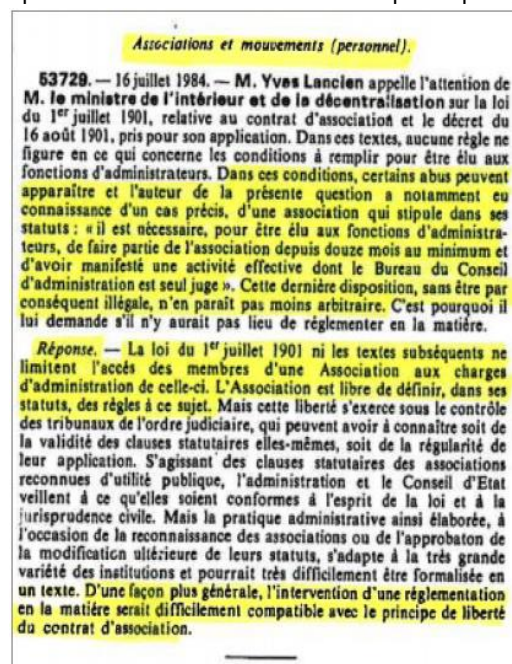 Associations et mouvements (personnel).
53729. — 16 juillet 1984. — M. Yves Lancien appelle l'attention de
M. le ministre de l'intérieur et de la décentralisation sur la loi
du 1er juillet 1901, relative au contrat d'association et le décret du
16 août 1901, pris pour son application. Dans ces textes, aucune règle ne
figure en ce qui concerne les conditions à remplir pour être élu aux
fonctions d'administrateurs. Dans ces conditions, certains abus peuvent
apparaître et l'auteur de la présente question a notamment eu
connaissance d'un cas précis, d'une association qui stipule dans ses
statuts : « il est nécessaire, pour être élu aux fonctions d'administra-
teurs, de faire partie de l'association depuis douze mois au minimum et
d'avoir manifesté une activité effective dont le Bureau du Conseil
d'administration est seul juge ». Cette dernière disposition, sans être par
conséquent illégale, n'en paraît pas moins arbitraire. C'est pourquoi il
lui demande s'il n'y aurait pas lieu de réglementer en la matière.
Réponse. — La loi du 1er juillet 1901 ni les textes subséquents ne
limitent l'accès des membres d'une Association aux charges
d'administration de celle-ci. L'Association est libre de définir, dans ses
statuts, des règles à ce sujet. Mais cette liberté s'exerce sous le contrôle
des tribunaux de l'ordre judiciaire, qui peuvent avoir à connaître soit de
la validité des clauses statutaires elles-mêmes, soit de la régularité de
leur application. S'agissant des clauses statutaires des associations
reconnues d'utilité publique, l'administration et le Conseil d'Etat
veillent à ce qu'elles soient conformes à l'esprit de la loi et à la
jurisprudence civile. Mais la pratique administrative ainsi élaborée, à
l'occasion de la reconnaissance des associations ou de l'approbaton de
la modification ultérieure de leurs statuts, s'adapte à la très grande
variété des institutions et pourrait très difficilement être formalisée en
un texte. D'une façon plus générale, l'intervention d'une réglementation
en la matière serait difficilement compatible avec le principe de liberté
du contrat d'association.